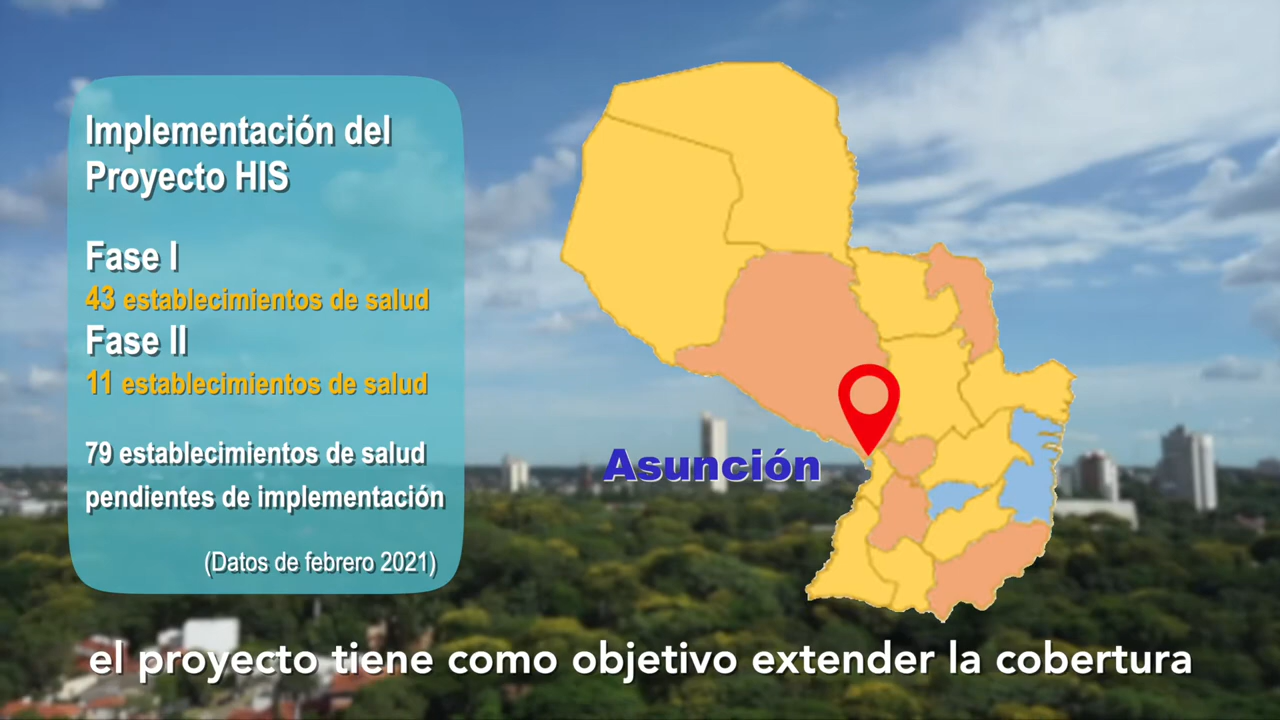 Implementación del
Proyecto HIS
Fase I
43 establecimientos de salud
Fase II
11 establecimientos de salud
79 establecimientos de salud
pendientes de implementación
(Datos de febrero 2021)
Asunción
el proyecto tiene como objetivo extender la cobertura